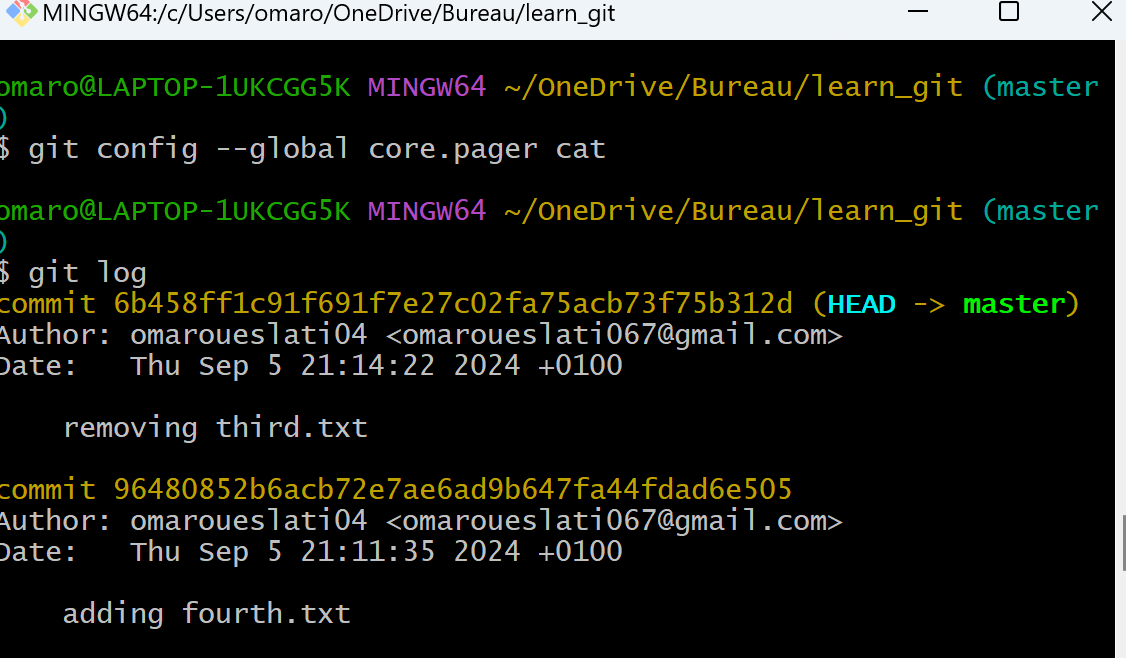 MINGW64:/c/Users/omaro/OneDrive/Bureau/learn_git
omaro@LAPTOP-1UKCGG5K MINGW64 ~/OneDrive/Bureau/learn_git (master
)
$ git config --global core.pager cat
omaro@LAPTOP-1UKCGG5K MINGW64 ~/OneDrive/Bureau/learn_git (master
)
$ git log
commit 6b458ff1c91f691f7e27c02fa75acb73f75b312d (HEAD -> master)
Author: omaroueslati04 <omaroueslati067@gmail.com>
Date:   Thu Sep 5 21:14:22 2024 +0100
    removing third.txt
commit 96480852b6acb72e7ae6ad9b647fa44fdad6e505
Author: omaroueslati04 <omaroueslati067@gmail.com>
Date:   Thu Sep 5 21:11:35 2024 +0100
    adding fourth.txt